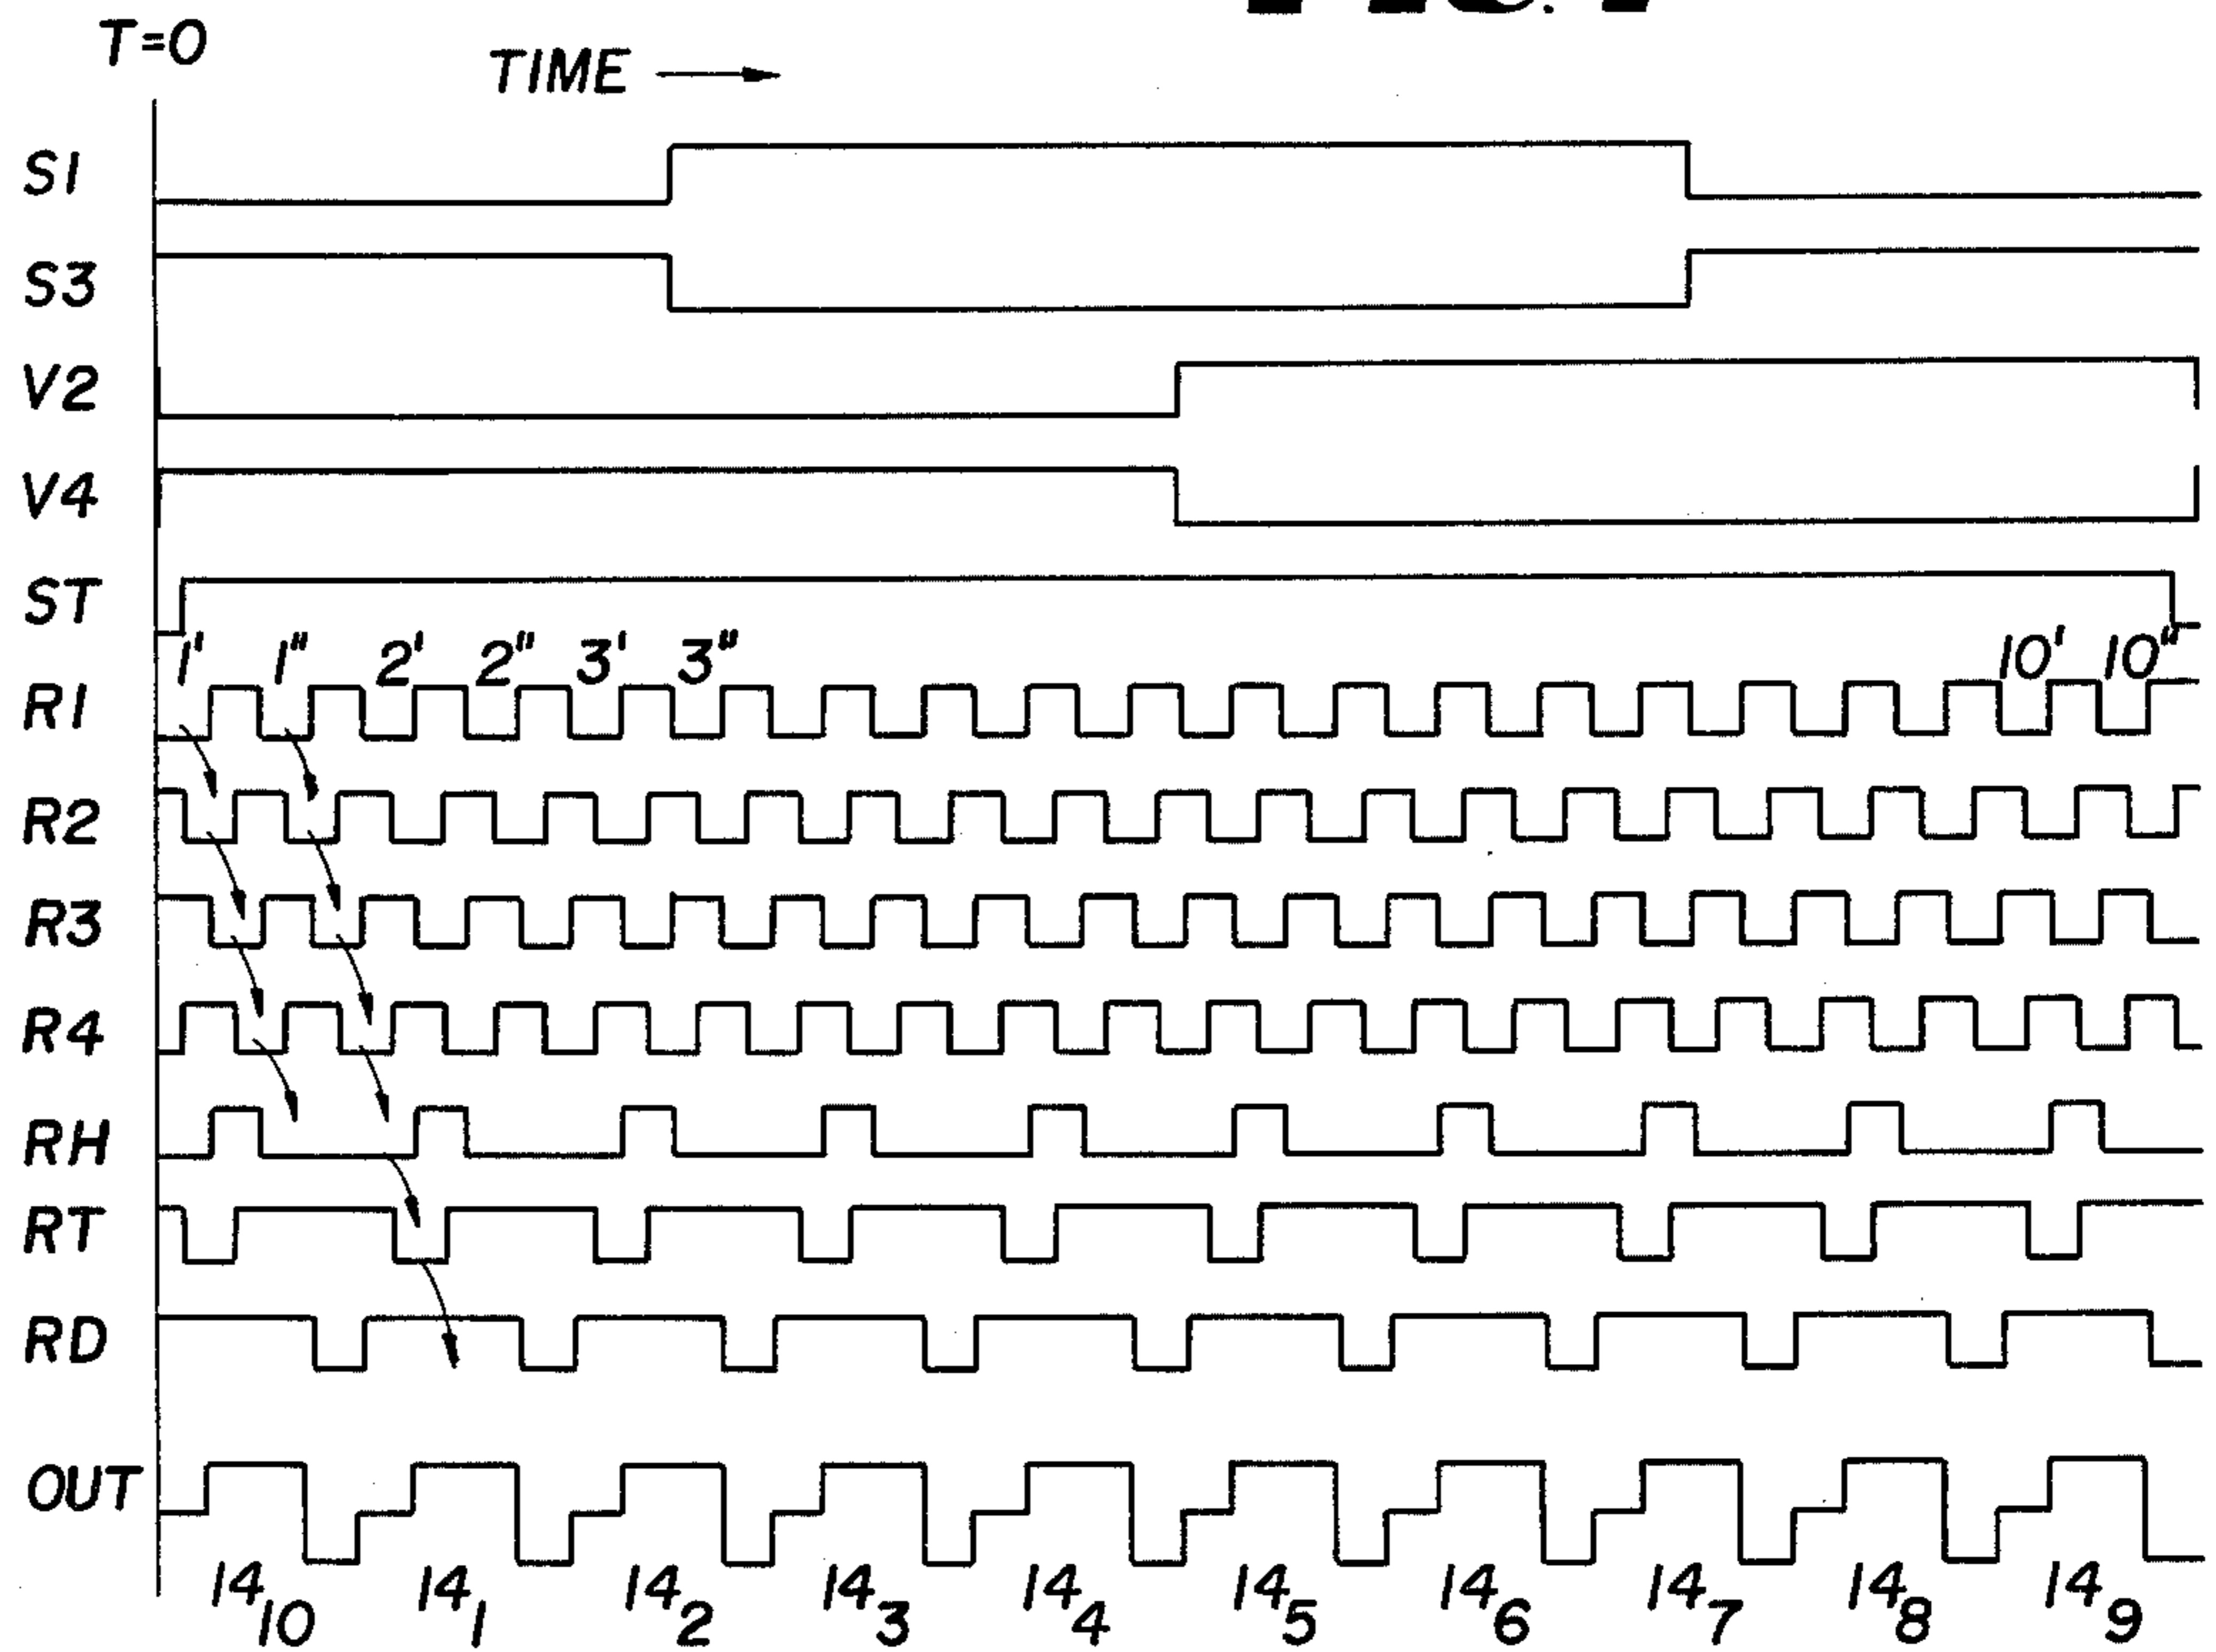 T=0
TIME
S1
S3
V2
V4
ST
1' 1" 2' 2" 3' 3" 10' 10"
R1
R2
R3
R4
RH
RT
RD
OUT
14₁₀ 14₁ 14₂ 14₃ 14₄ 14₅ 14₆ 14₇ 14₈ 14₉